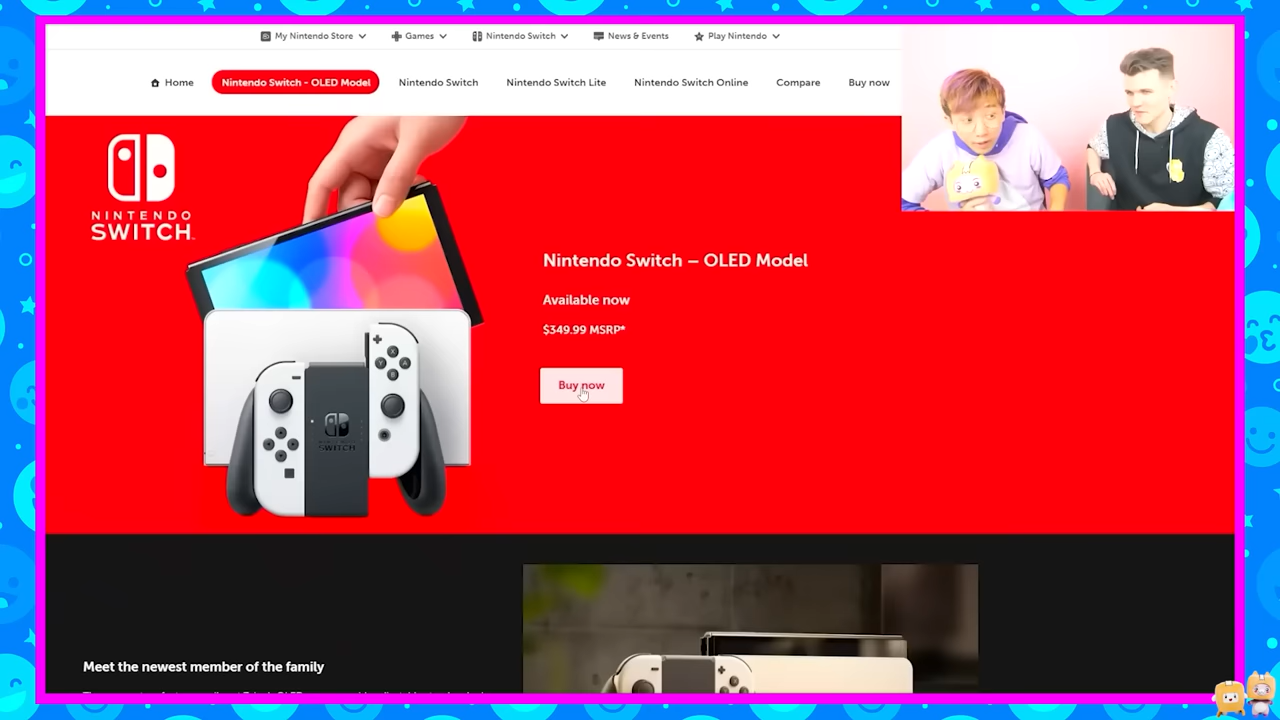 My Nintendo Store
Games
Nintendo Switch
News & Events
Play Nintendo
Home
Nintendo Switch - OLED Model
Nintendo Switch
Nintendo Switch Lite
Nintendo Switch Online
Compare
Buy now
NINTENDO
SWITCH
Nintendo Switch – OLED Model
Available now
$349.99 MSRP*
Buy now
NINTENDO
SWITCH
Meet the newest member of the family